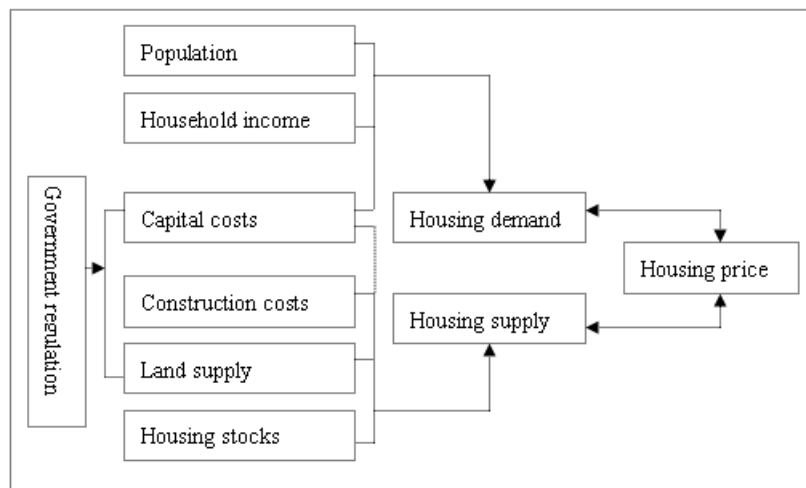 Population
Household income
Government regulation
Capital costs
Housing demand
Housing price
Construction costs
Housing supply
Land supply
Housing stocks